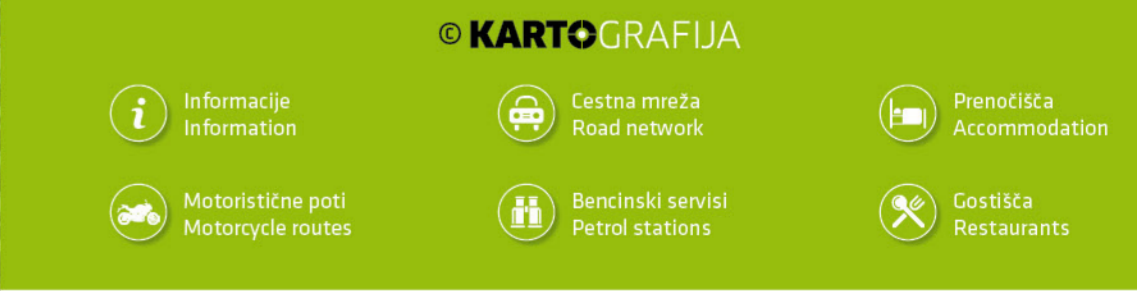 © KARTOGRAFIJA
Informacije
Information
Cestna mreža
Road network
Prenočišča
Accommodation
Motoristične poti
Motorcycle routes
Bencinski servisi
Petrol stations
Gostišča
Restaurants